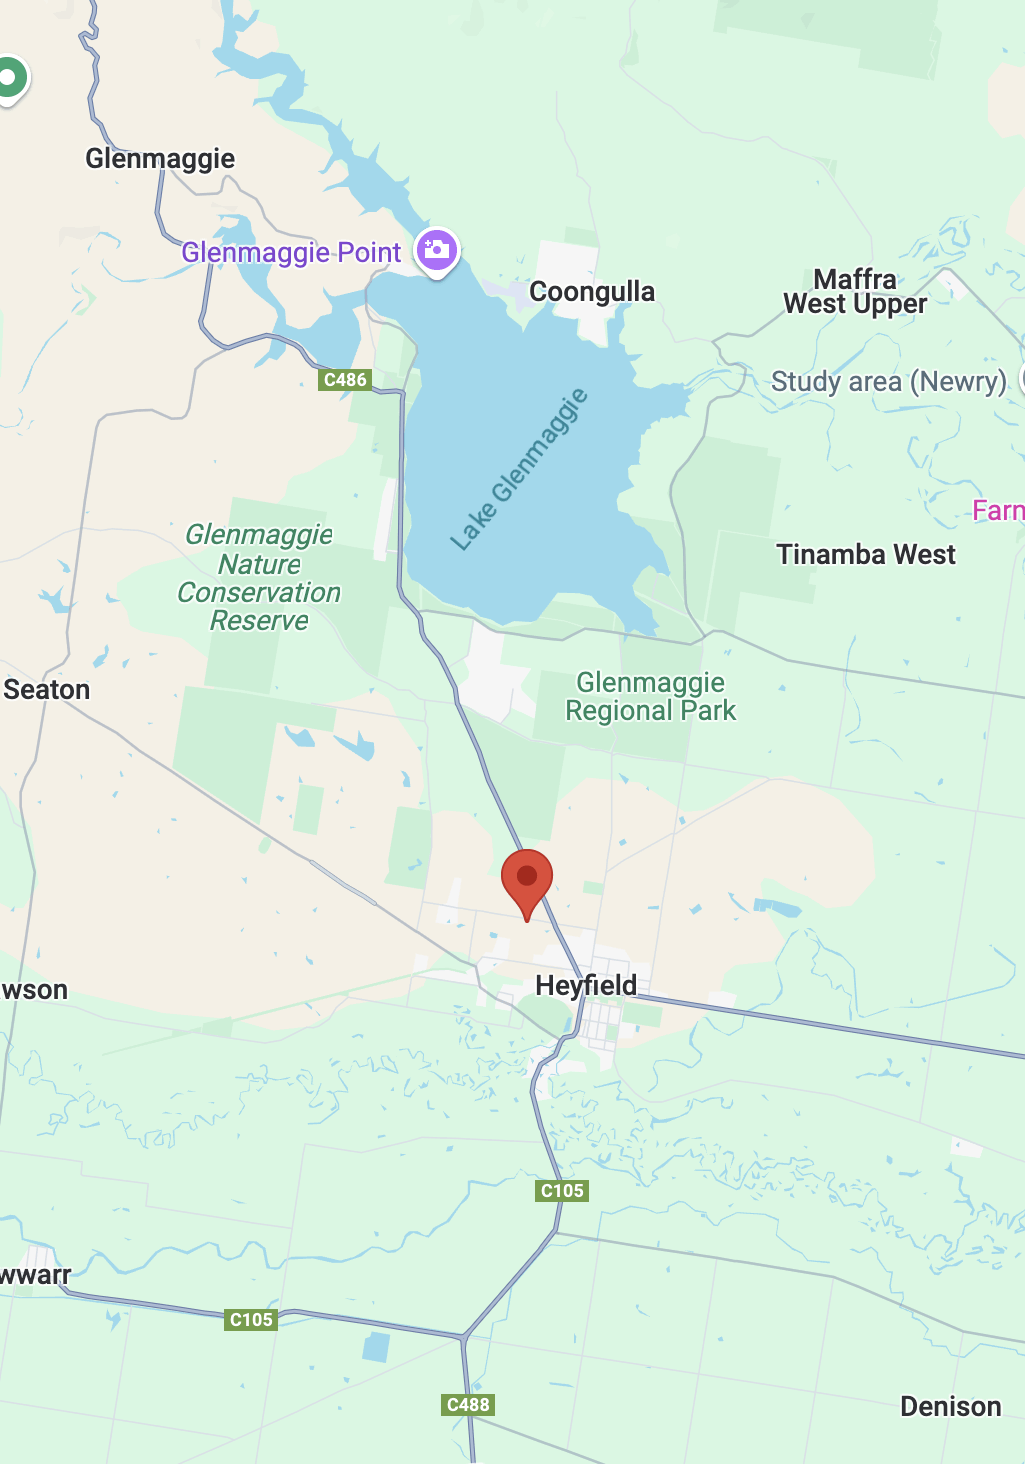 Glenmaggie
Glenmaggie Point
Coongulla
Maffra
West Upper
C486
Study area (Newry)
Lake Glenmaggie
Farn
Glenmaggie
Nature
Conservation
Reserve
Tinamba West
Seaton
Glenmaggie
Regional Park
Heyfield
wson
C105
wwarr
C105
C488
Denison